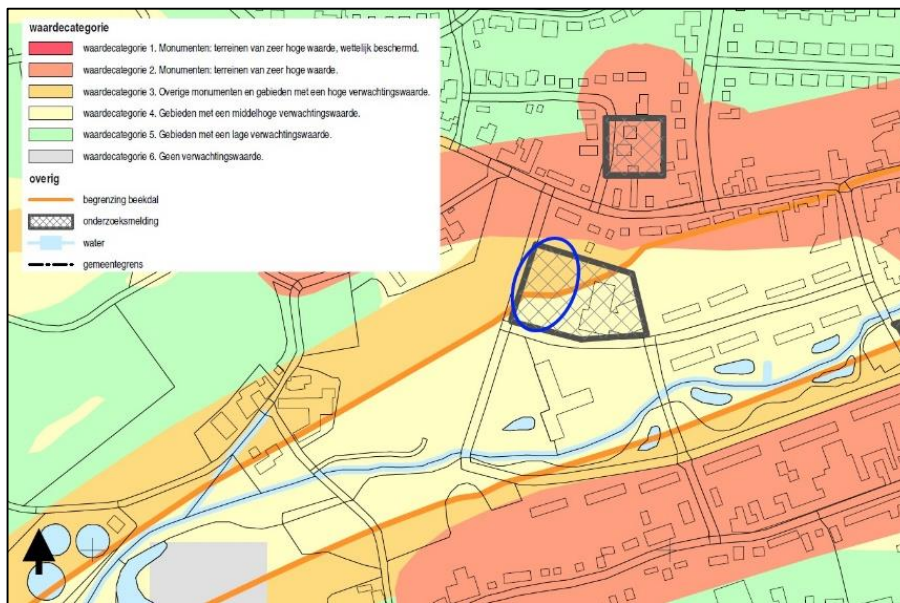 waardecategorie
waardecategorie 1. Monumenten: terreinen van zeer hoge waarde, wettelijk beschermd.
waardecategorie 2. Monumenten: terreinen van zeer hoge waarde.
waardecategorie 3. Overige monumenten en gebieden met een hoge verwachtingswaarde.
waardecategorie 4. Gebieden met een middelhoge verwachtingswaarde.
waardecategorie 5. Gebieden met een lage verwachtingswaarde.
waardecategorie 6. Geen verwachtingswaarde.
overig
begrenzing beekdal
onderzoeksmelding
water
gemeentegrens